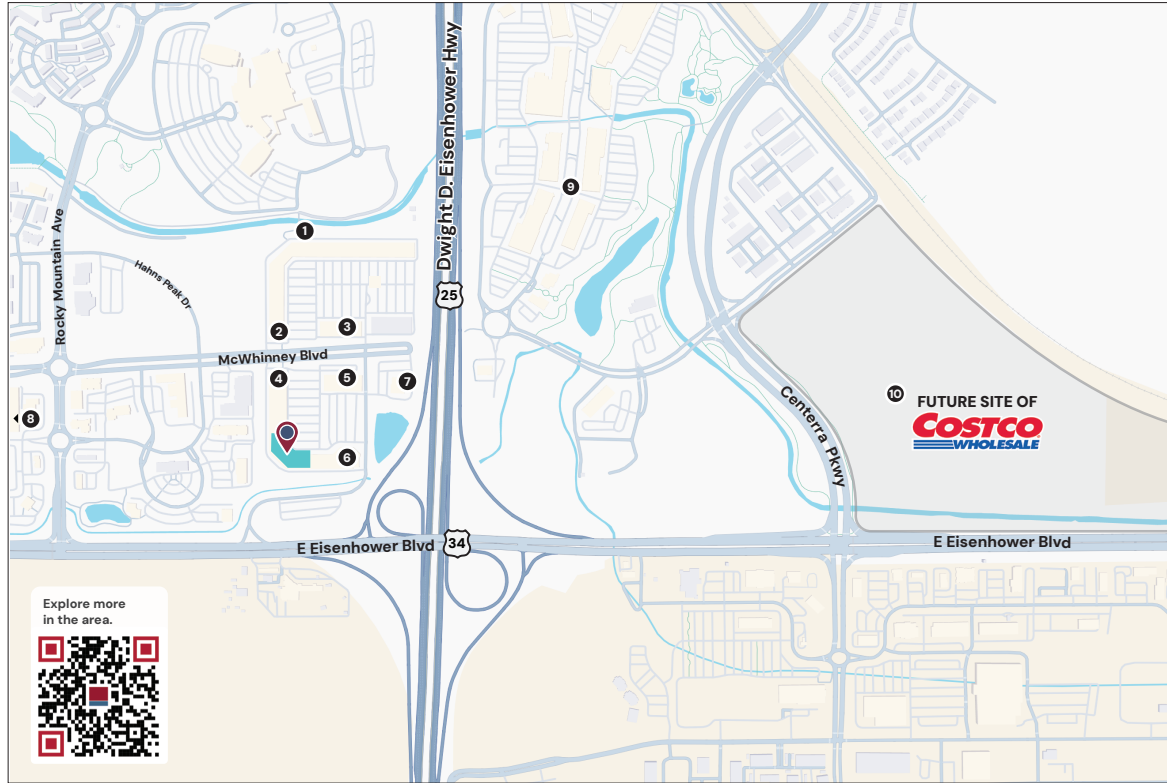 Dwight D. Eisenhower Hwy
9
Rocky Mountain Ave
1
Hahns Peak Dr
25
2
3
McWhinney Blvd
4
5
7
8
10
FUTURE SITE OF
COSTCO
WHOLESALE
Centerra Pkwy
6
E Eisenhower Blvd
34
E Eisenhower Blvd
Explore more
in the area.